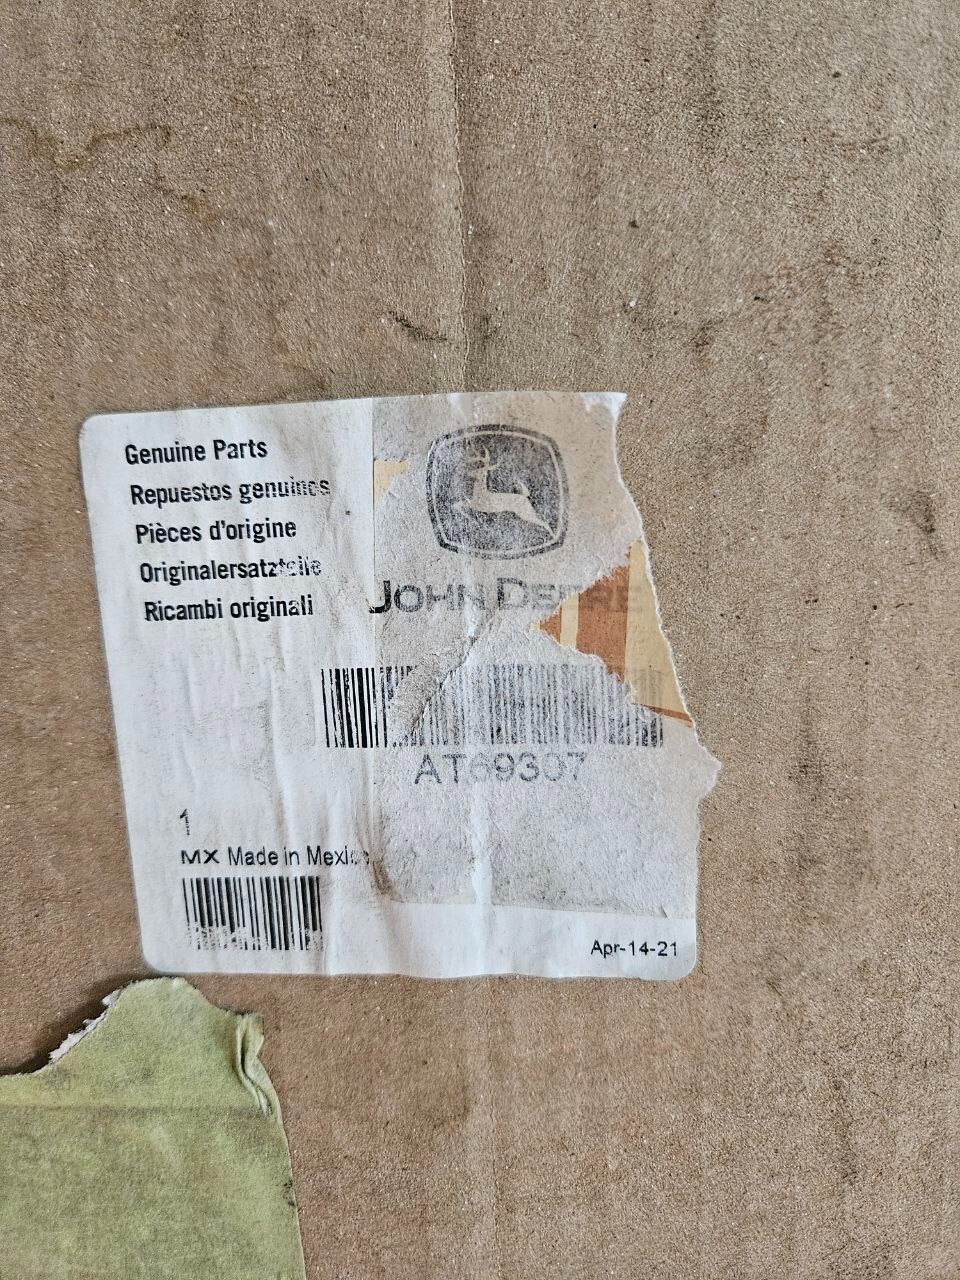 Genuine Parts
Repuestos genuinos
Pièces d'origine
Originalersatzteile
Ricambi originali
JOHN DEERE
AT69307
1
MX Made in Mexico
Apr-14-21